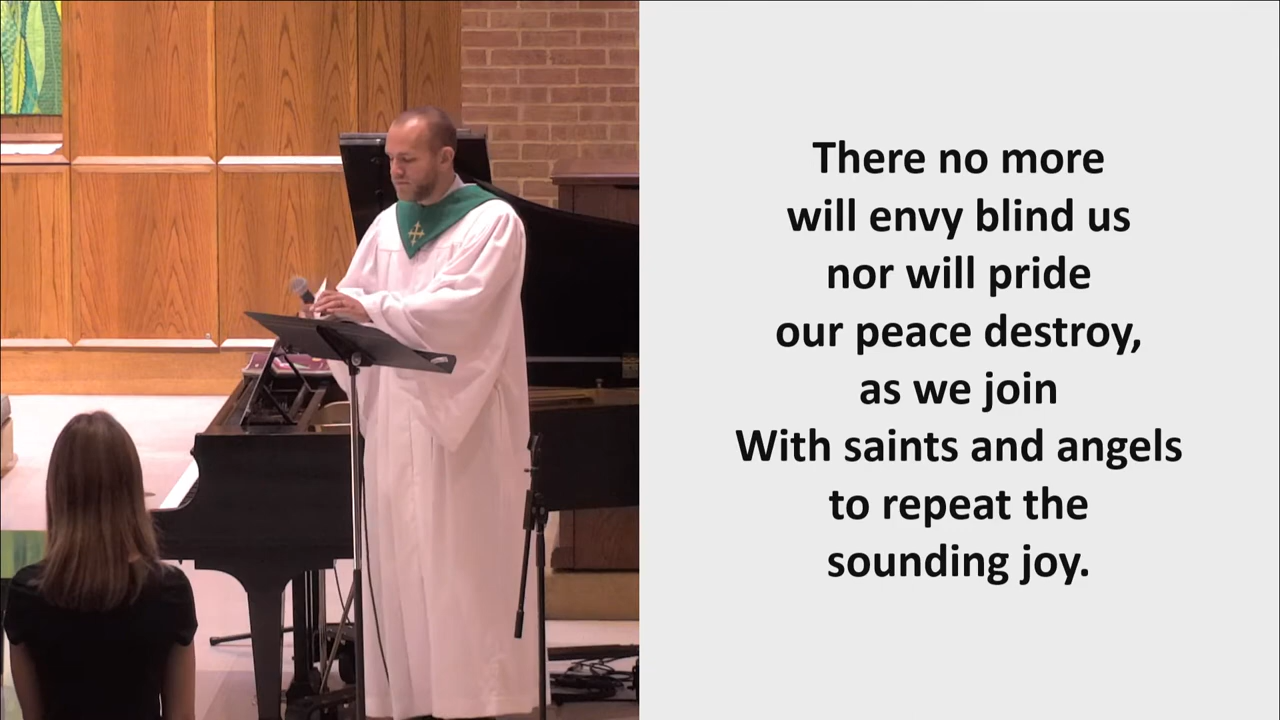 There no more
will envy blind us
nor will pride
our peace destroy,
as we join
With saints and angels
to repeat the
sounding joy.